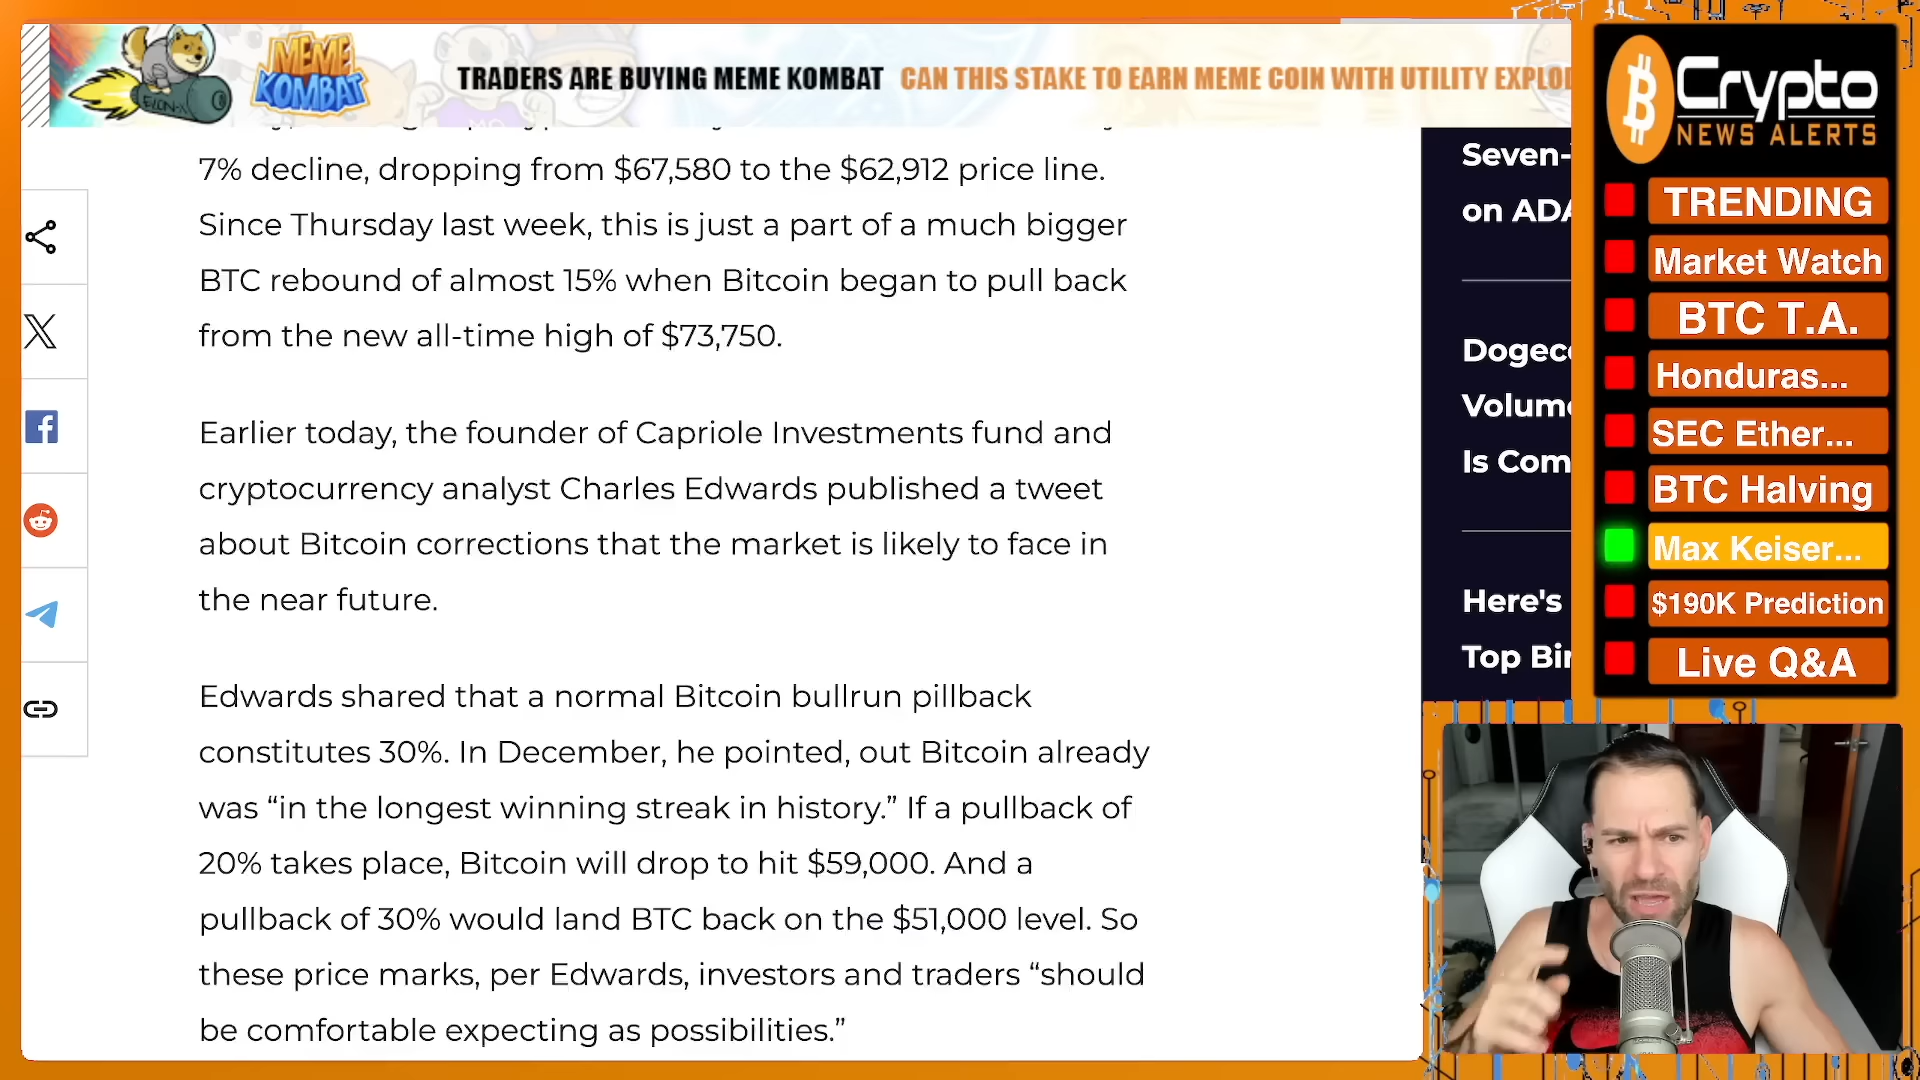 MEME
KOMBAT
ELON-X
TRADERS ARE BUYING MEME KOMBAT CAN THIS STAKE TO EARN MEME COIN WITH UTILITY EXPLO
7% decline, dropping from $67,580 to the $62,912 price line.
Since Thursday last week, this is just a part of a much bigger
BTC rebound of almost 15% when Bitcoin began to pull back
from the new all-time high of $73,750.
Earlier today, the founder of Capriole Investments fund and
cryptocurrency analyst Charles Edwards published a tweet
about Bitcoin corrections that the market is likely to face in
the near future.
Edwards shared that a normal Bitcoin bullrun pillback
constitutes 30%. In December, he pointed, out Bitcoin already
was “in the longest winning streak in history.” If a pullback of
20% takes place, Bitcoin will drop to hit $59,000. And a
pullback of 30% would land BTC back on the $51,000 level. So
these price marks, per Edwards, investors and traders “should
be comfortable expecting as possibilities.”
Seven-
on ADA
Dogec
Volum
Is Com
Here's
Top Bi
Crypto
NEWS ALERTS
TRENDING
Market Watch
BTC T.A.
Honduras...
SEC Ether...
BTC Halving
Max Keiser...
$190K Prediction
Live Q&A